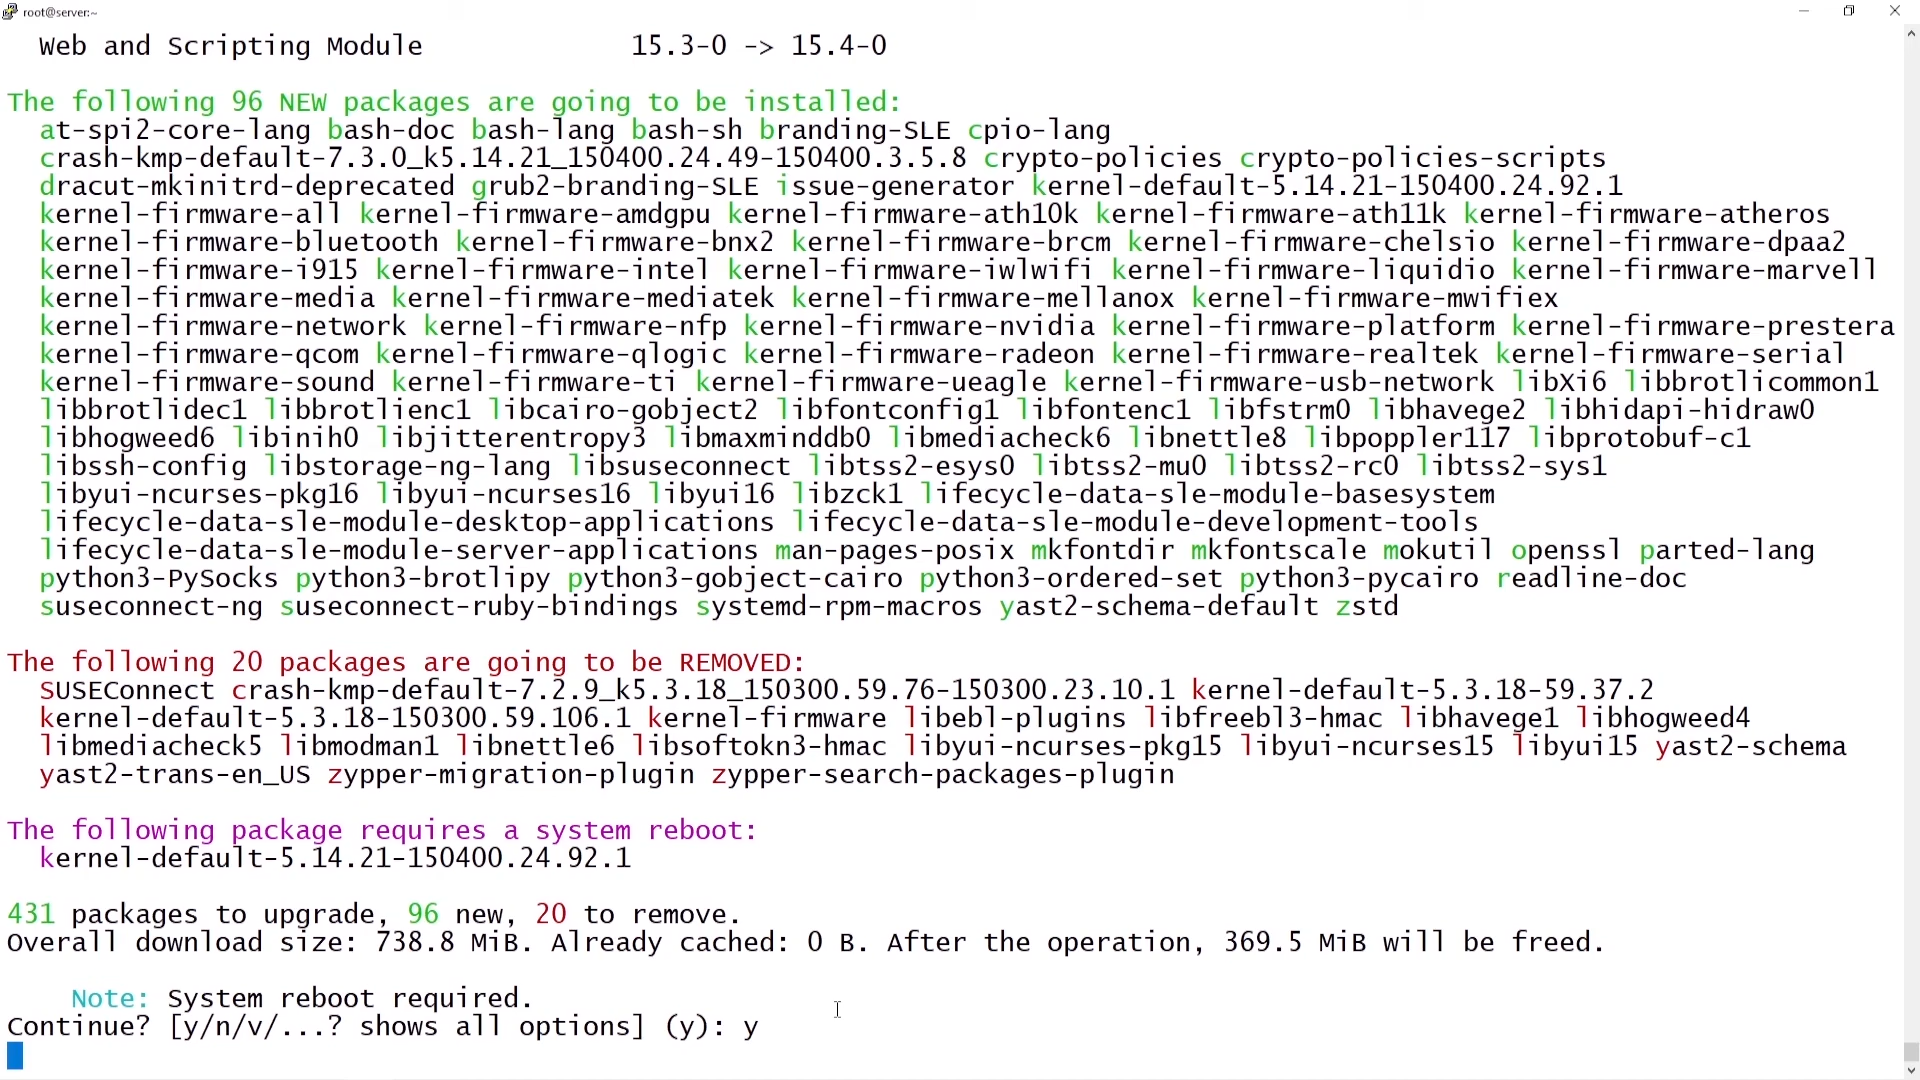 root@server:~
Web and Scripting Module 15.3-0 -> 15.4-0
The following 96 NEW packages are going to be installed:
at-spi2-core-lang bash-doc bash-lang bash-sh branding-SLE cpio-lang
crash-kmp-default-7.3.0_k5.14.21_150400.24.49-150400.3.5.8 crypto-policies crypto-policies-scripts
dracut-mkinitrd-deprecated grub2-branding-SLE issue-generator kernel-default-5.14.21-150400.24.92.1
kernel-firmware-all kernel-firmware-amdgpu kernel-firmware-ath10k kernel-firmware-ath11k kernel-firmware-atheros
kernel-firmware-bluetooth kernel-firmware-bnx2 kernel-firmware-brcm kernel-firmware-chelsio kernel-firmware-dpaa2
kernel-firmware-i915 kernel-firmware-intel kernel-firmware-iwlwifi kernel-firmware-liquidio kernel-firmware-marvell
kernel-firmware-media kernel-firmware-mediatek kernel-firmware-mellanox kernel-firmware-mwifiex
kernel-firmware-network kernel-firmware-nfp kernel-firmware-nvidia kernel-firmware-platform kernel-firmware-prestera
kernel-firmware-qcom kernel-firmware-qlogic kernel-firmware-radeon kernel-firmware-realtek kernel-firmware-serial
kernel-firmware-sound kernel-firmware-ti kernel-firmware-ueagle kernel-firmware-usb-network libXi6 libbrotlicommon1
libbrotlidec1 libbrotlienc1 libcairo-gobject2 libfontconfig1 libfontenc1 libfstrm0 libhavege2 libhidapi-hidraw0
libhogweed6 libinih0 libjitterentropy3 libmaxminddb0 libmediacheck6 libnettle8 libpoppler117 libprotobuf-c1
libssh-config libstorage-ng-lang libsuseconnect libtss2-esys0 libtss2-mu0 libtss2-rc0 libtss2-sys1
libyui-ncurses-pkg16 libyui-ncurses16 libyui16 libzck1 lifecycle-data-sle-module-basesystem
lifecycle-data-sle-module-desktop-applications lifecycle-data-sle-module-development-tools
lifecycle-data-sle-module-server-applications man-pages-posix mkfontdir mkfontscale mokutil openssl parted-lang
python3-PySocks python3-brotlipy python3-gobject-cairo python3-ordered-set python3-pycairo readline-doc
suseconnect-ng suseconnect-ruby-bindings systemd-rpm-macros yast2-schema-default zstd
The following 20 packages are going to be REMOVED:
SUSEConnect crash-kmp-default-7.2.9_k5.3.18_150300.59.76-150300.23.10.1 kernel-default-5.3.18-59.37.2
kernel-default-5.3.18-150300.59.106.1 kernel-firmware libebl-plugins libfreebl3-hmac libhavege1 libhogweed4
libmediacheck5 libmodman1 libnettle6 libsoftokn3-hmac libyui-ncurses-pkg15 libyui-ncurses15 libyui15 yast2-schema
yast2-trans-en_US zypper-migration-plugin zypper-search-packages-plugin
The following package requires a system reboot:
kernel-default-5.14.21-150400.24.92.1
431 packages to upgrade, 96 new, 20 to remove.
Overall download size: 738.8 MiB. Already cached: 0 B. After the operation, 369.5 MiB will be freed.
Note: System reboot required.
Continue? [y/n/v/...? shows all options] (y): y